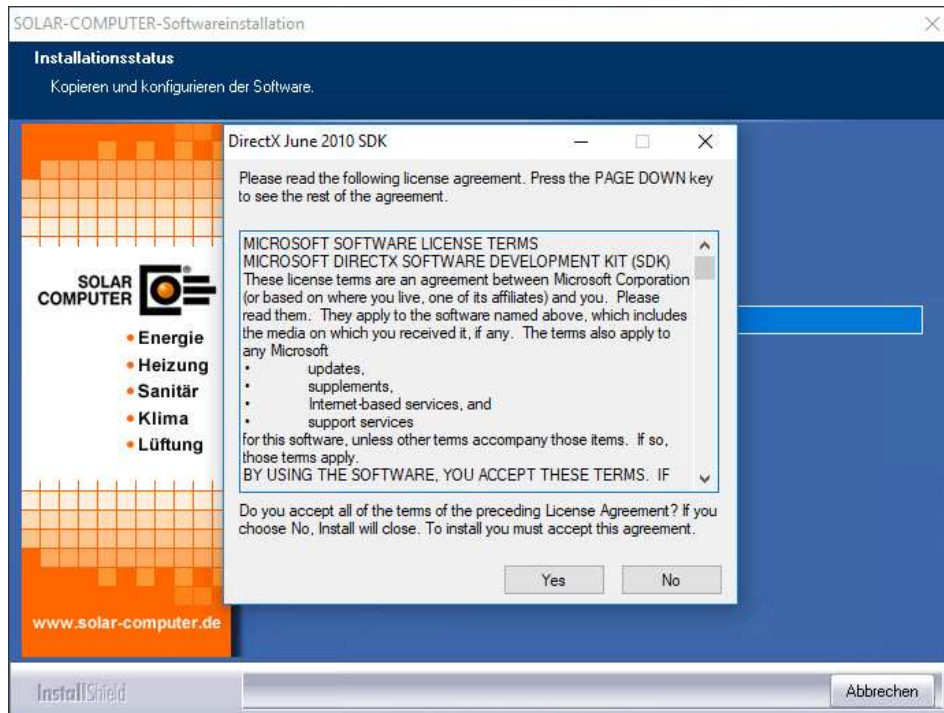 SOLAR-COMPUTER-Softwareinstallation
Installationsstatus
Kopieren und konfigurieren der Software.
DirectX June 2010 SDK
Please read the following license agreement. Press the PAGE DOWN key
to see the rest of the agreement.
MICROSOFT SOFTWARE LICENSE TERMS
MICROSOFT DIRECTX SOFTWARE DEVELOPMENT KIT (SDK)
These license terms are an agreement between Microsoft Corporation
(or based on where you live, one of its affiliates) and you.  Please
read them.  They apply to the software named above, which includes
the media on which you received it, if any.  The terms also apply to
any Microsoft
• updates,
• supplements,
• Internet-based services, and
• support services
for this software, unless other terms accompany those items.  If so,
those terms apply.
BY USING THE SOFTWARE, YOU ACCEPT THESE TERMS.  IF
Do you accept all of the terms of the preceding License Agreement? If you
choose No, Install will close. To install you must accept this agreement.
Yes
No
SOLAR
COMPUTER
• Energie
• Heizung
• Sanitär
• Klima
• Lüftung
www.solar-computer.de
InstallShield
Abbrechen